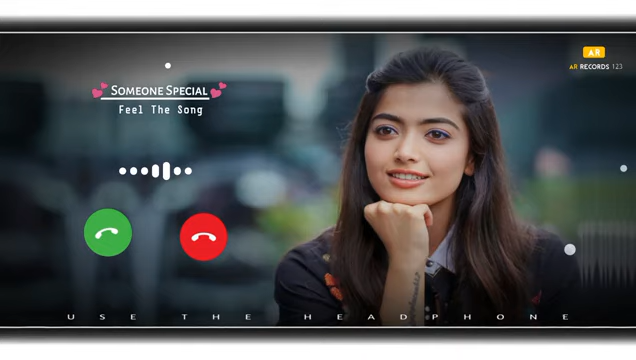 AR
AR RECORDS 123
SOMEONE SPECIAL
Feel The Song
USE THE HEADPHONE